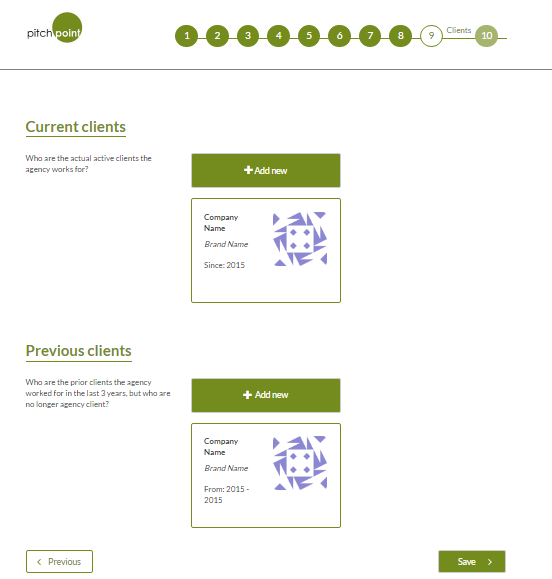 pitchpoint
1 2 3 4 5 6 7 8 9 Clients 10
Current clients
Who are the actual active clients the
agency works for?
Add new
Company
Name
Brand Name
Since: 2015
Previous clients
Who are the prior clients the agency
worked for in the last 3 years, but who are
no longer agency client?
Add new
Company
Name
Brand Name
From: 2015 -
2015
Previous
Save